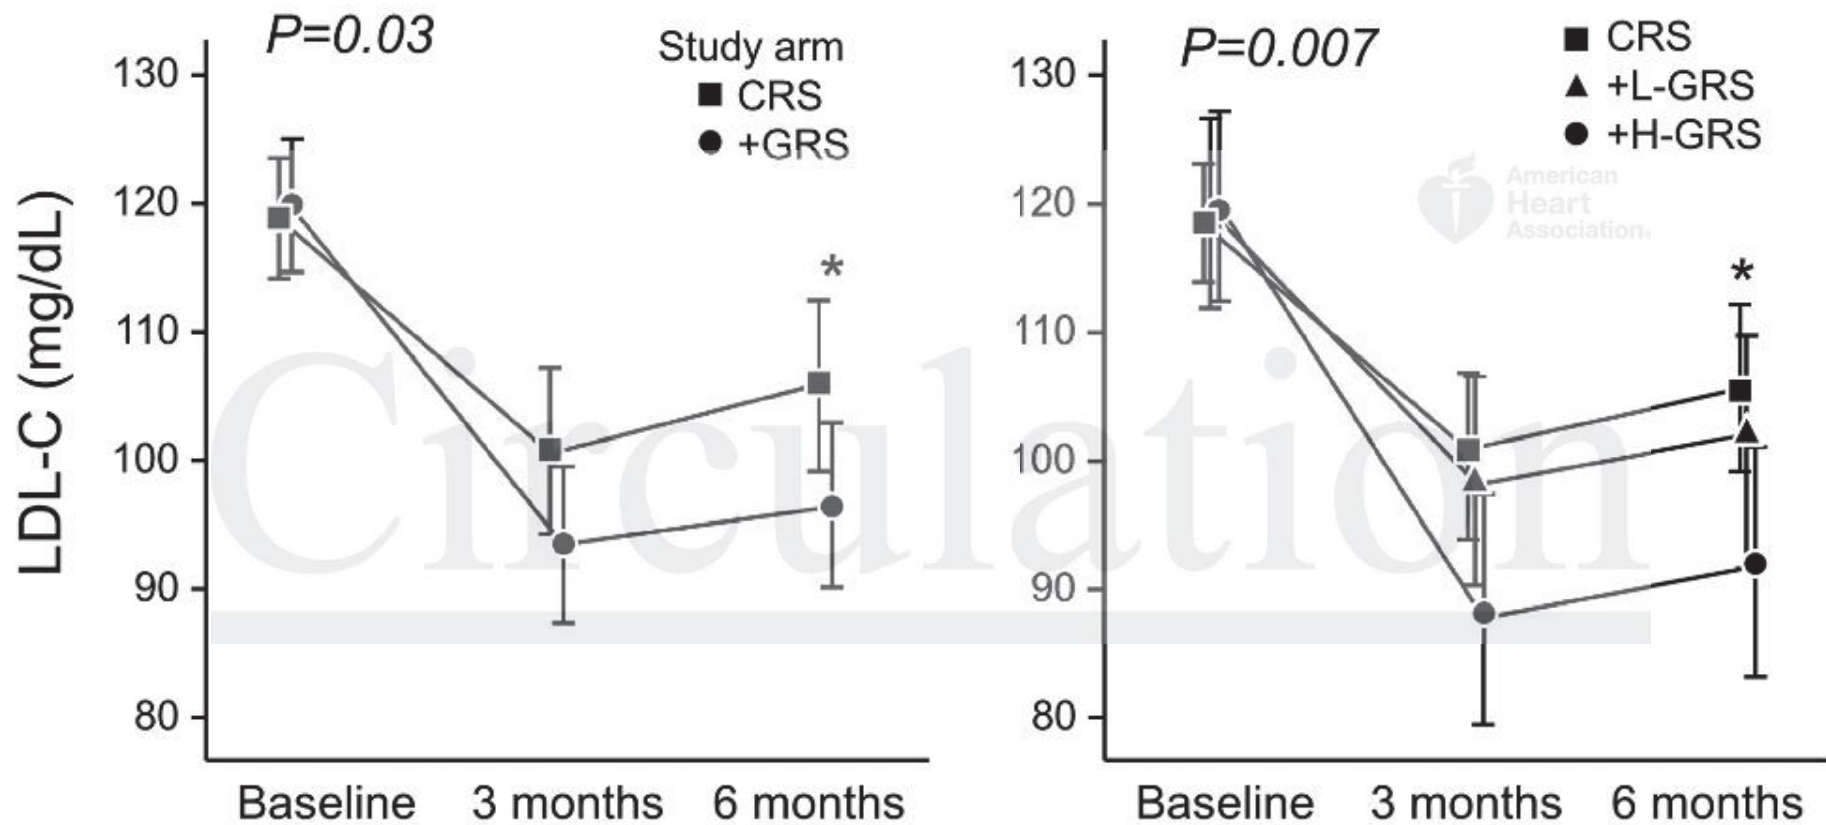 P=0.03
Study arm
CRS
+GRS
LDL-C (mg/dL)
130
120
110
100
90
80
Baseline
3 months
6 months
*
P=0.007
CRS
+L-GRS
+H-GRS
American
Heart
Association®
130
120
110
100
90
80
Baseline
3 months
6 months
*
Circulation